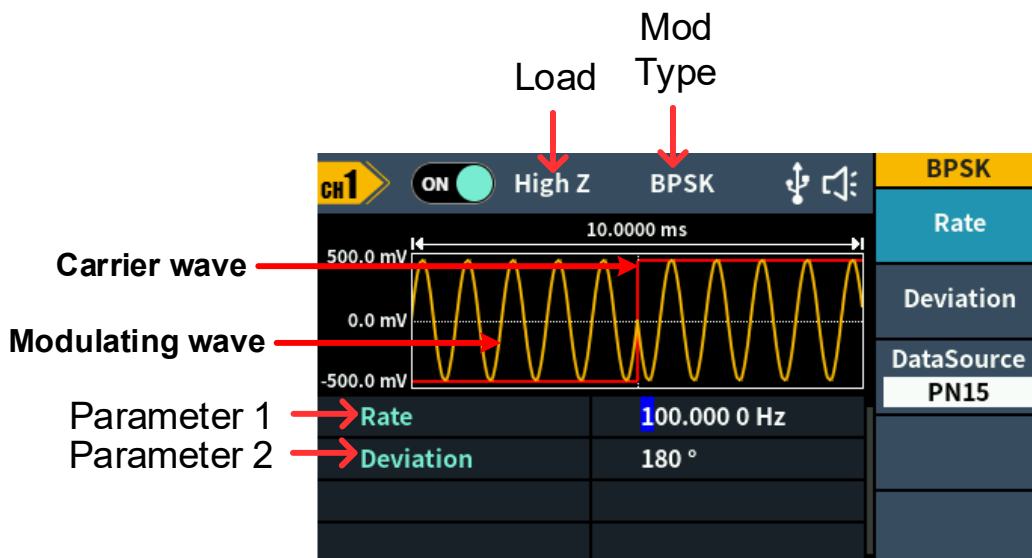 Mod
Type
Load
CH1
ON
High Z
BPSK
BPSK
10.0000 ms
Rate
500.0 mV
Carrier wave
Deviation
0.0 mV
Modulating wave
DataSource
PN15
-500.0 mV
Parameter 1
Rate
100.000 0 Hz
Parameter 2
Deviation
180 °